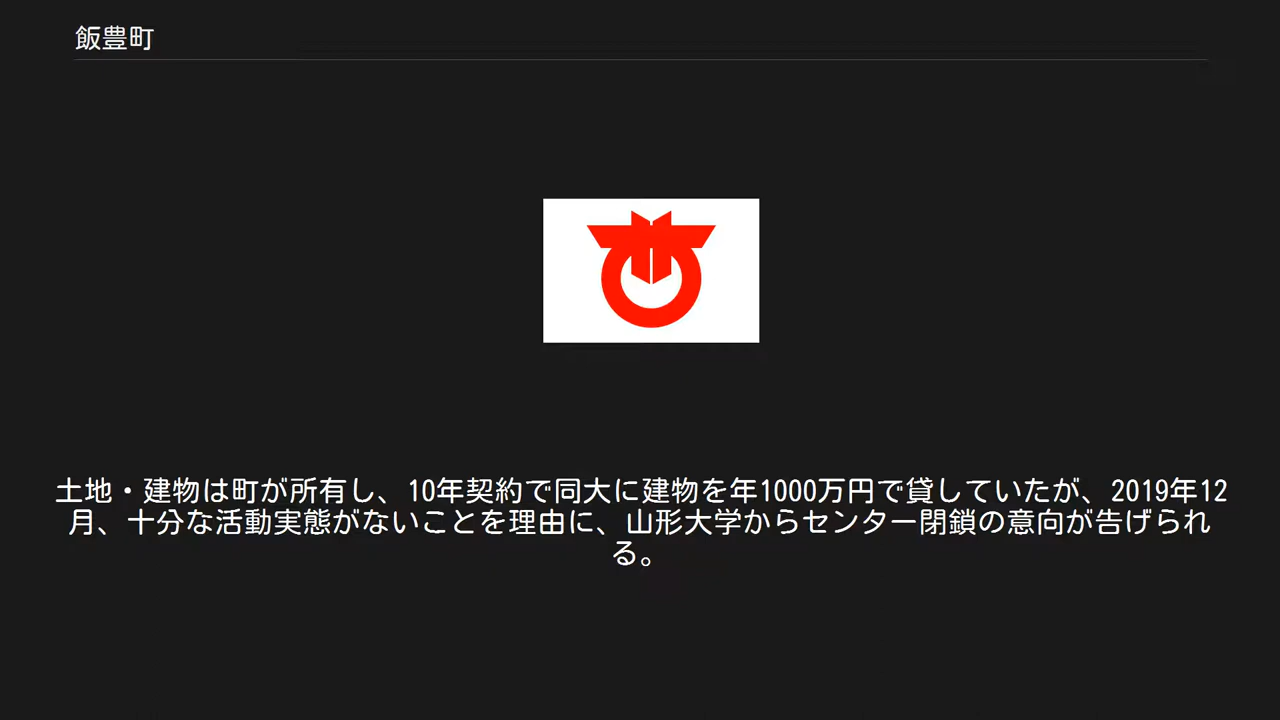 飯豊町
土地・建物は町が所有し、10年契約で同大に建物を年1000万円で貸していたが、2019年12
月、十分な活動実態がないことを理由に、山形大学からセンター閉鎖の意向が告げられ
る。